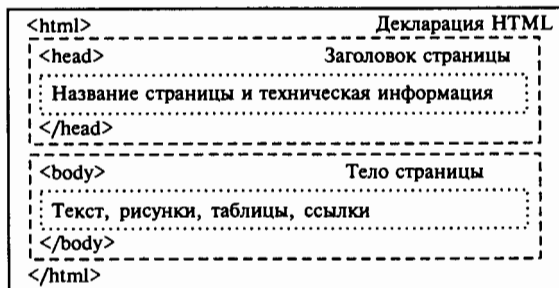 <html> Декларация HTML
<head> Заголовок страницы
Название страницы и техническая информация
</head>
<body> Тело страницы
Текст, рисунки, таблицы, ссылки
</body>
</html>